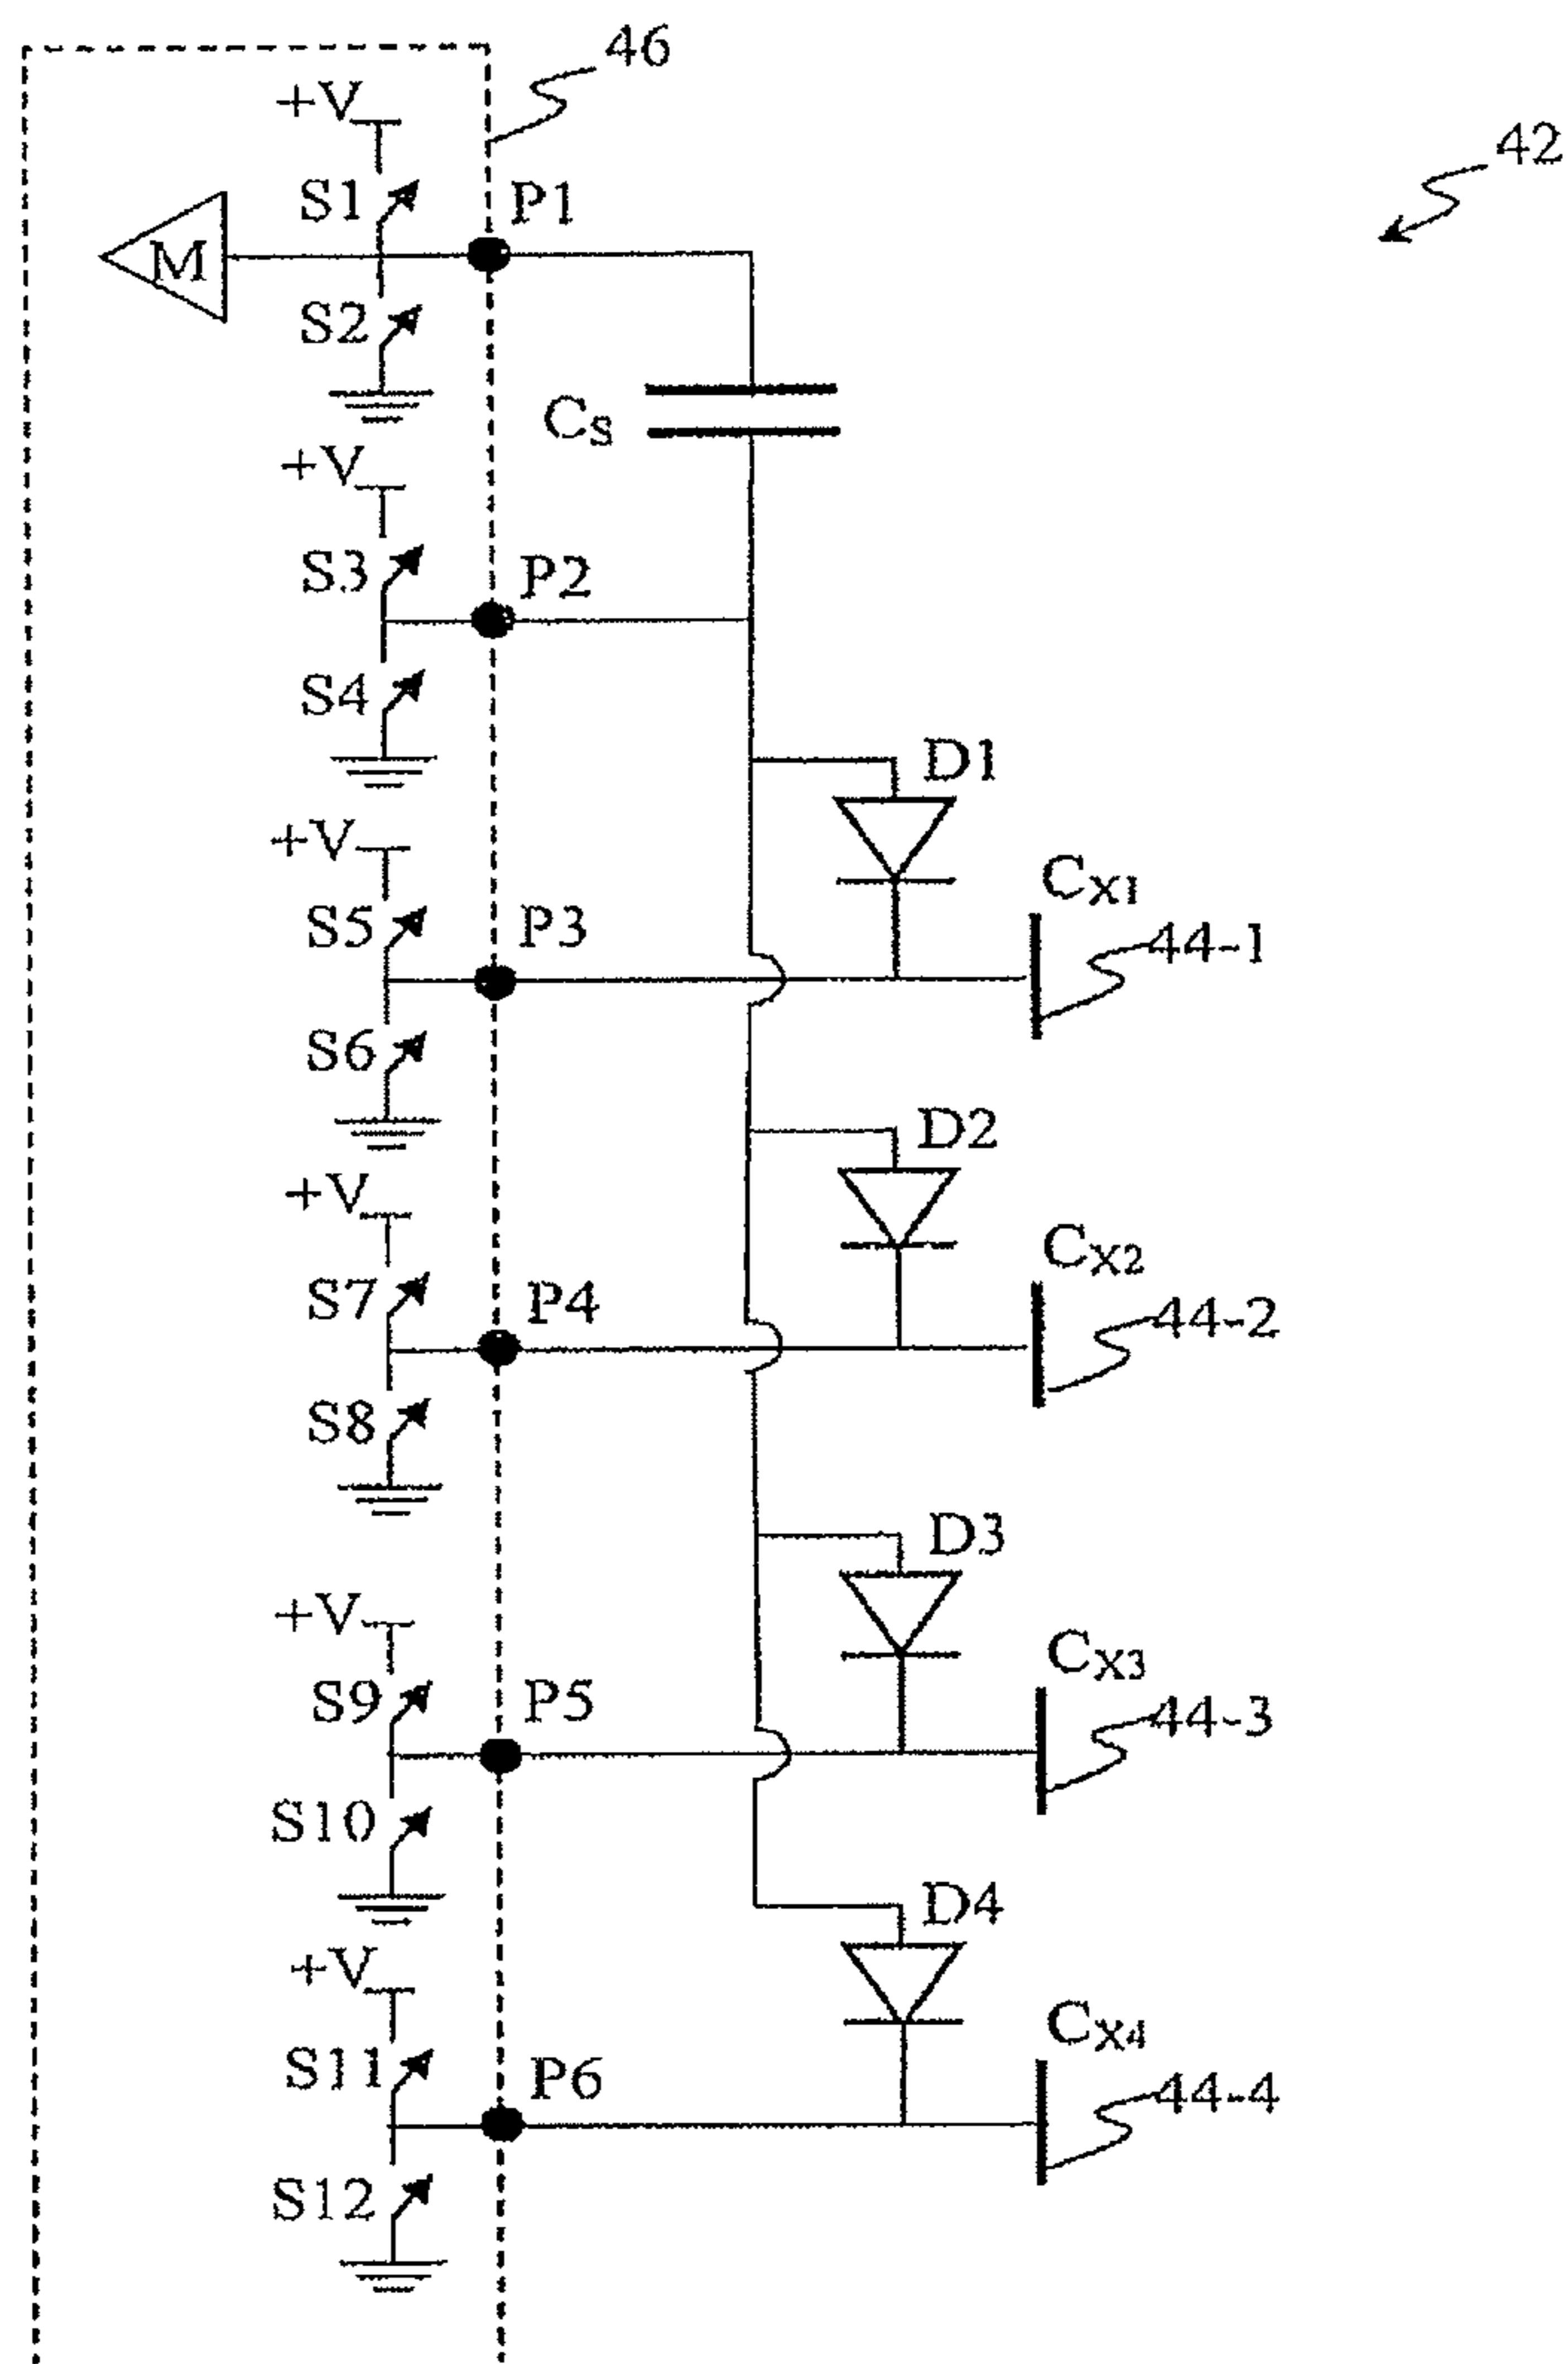 46
42
+V
S1
P1
M
S2
Cs
+V
S3
P2
S4
D1
+V
CX1
S5
P3
44-1
S6
D2
+V
CX2
S7
P4
44-2
S8
D3
+V
CX3
S9
P5
44-3
S10
D4
+V
CX4
S11
P6
44-4
S12